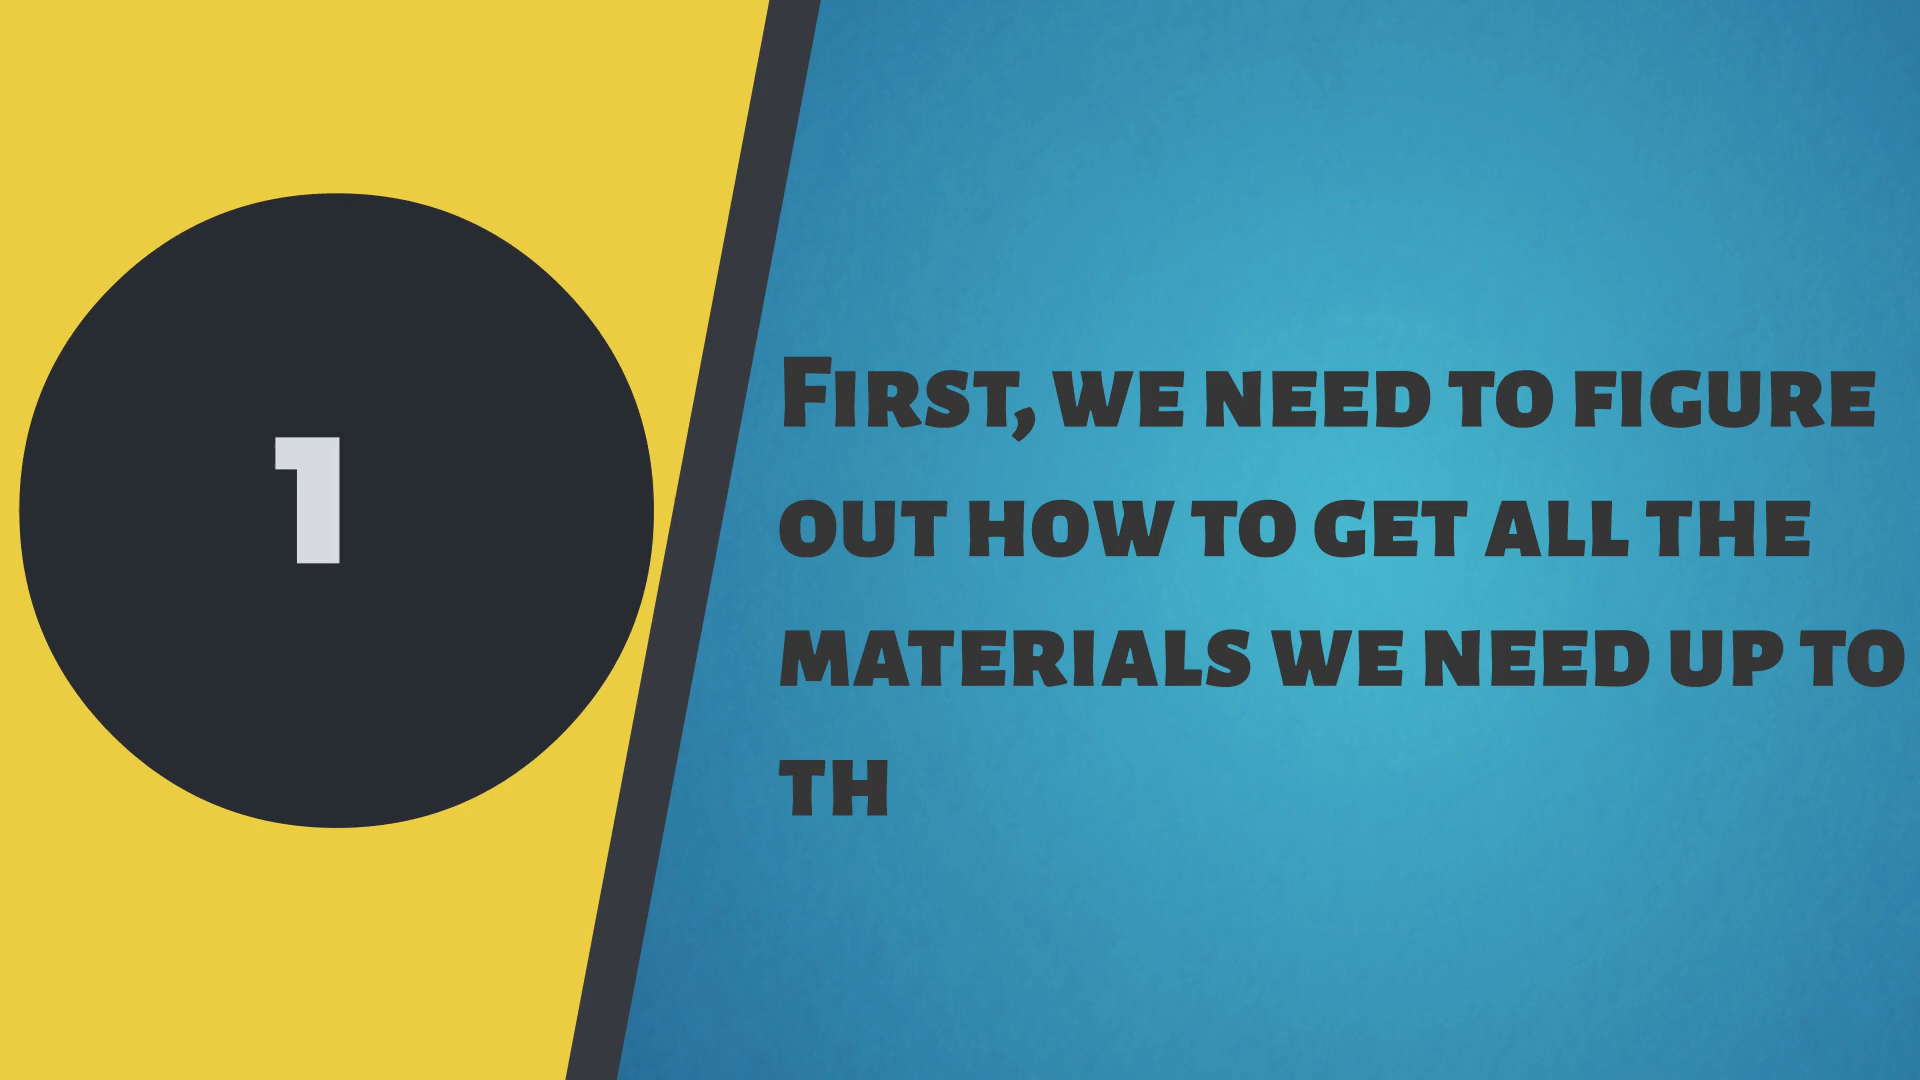 1
First, we need to figure
out how to get all the
materials we need up to
th